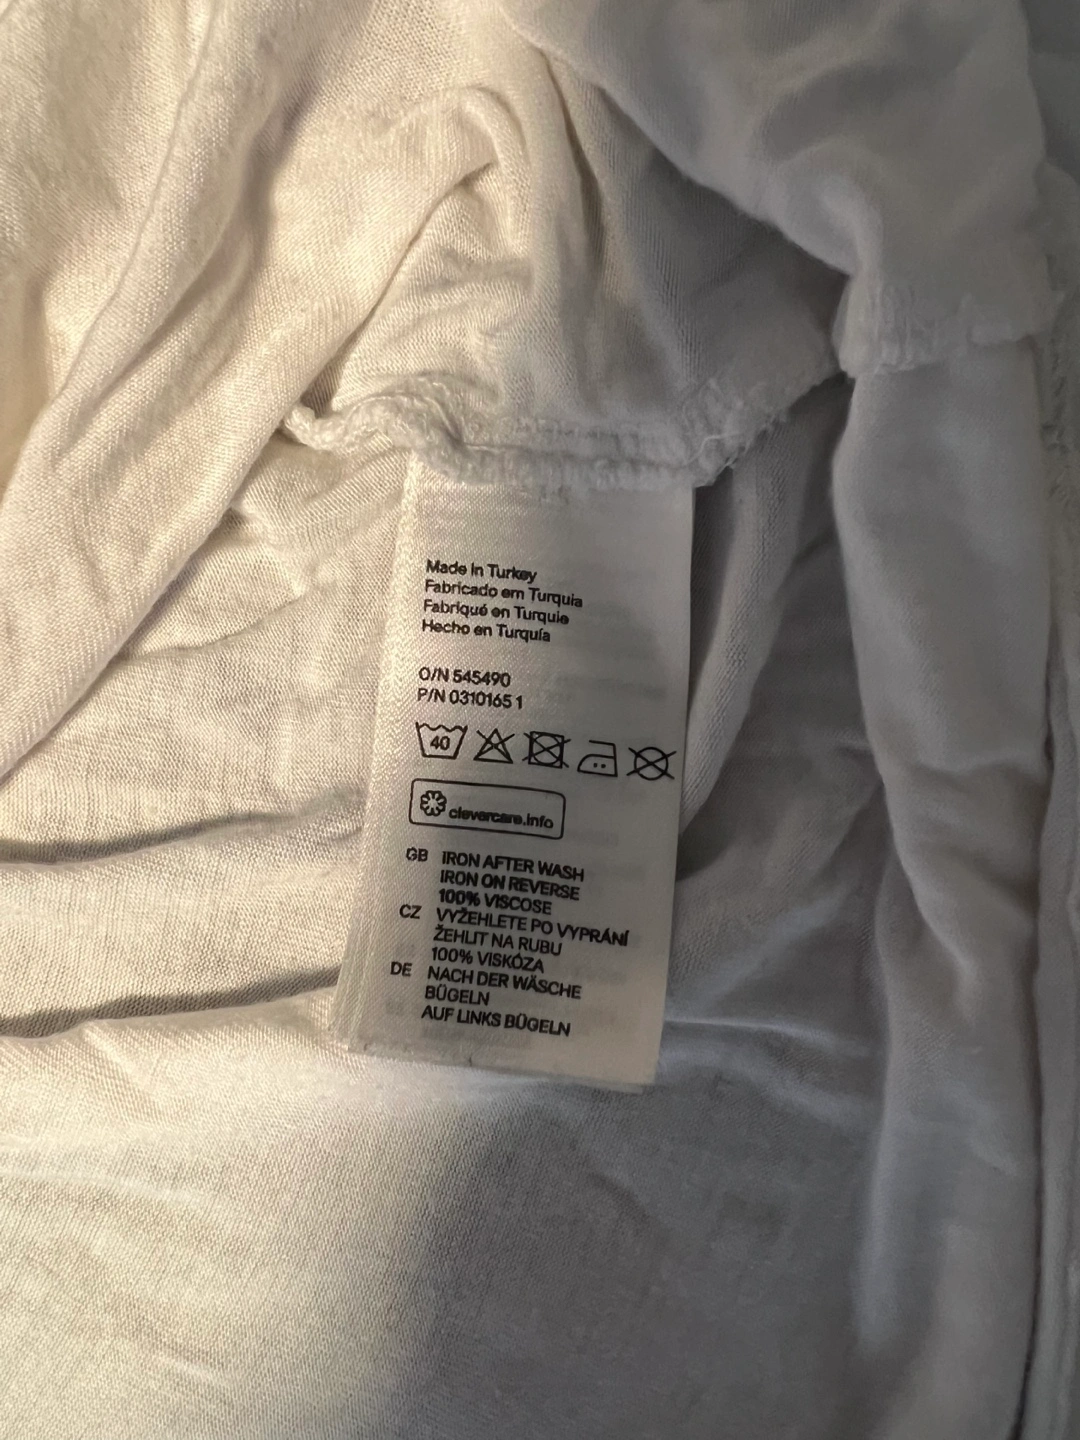 Made in Turkey
Fabricado em Turquia
Fabriqué en Turquie
Hecho en Turquía
O/N 545490
P/N 0310165 1
40
clevercare.info
GB IRON AFTER WASH
IRON ON REVERSE
100% VISCOSE
CZ VYŽEHLETE PO VYPRÁNÍ
ŽEHLIT NA RUBU
100% VISKÓZA
DE NACH DER WÄSCHE
BÜGELN
AUF LINKS BÜGELN